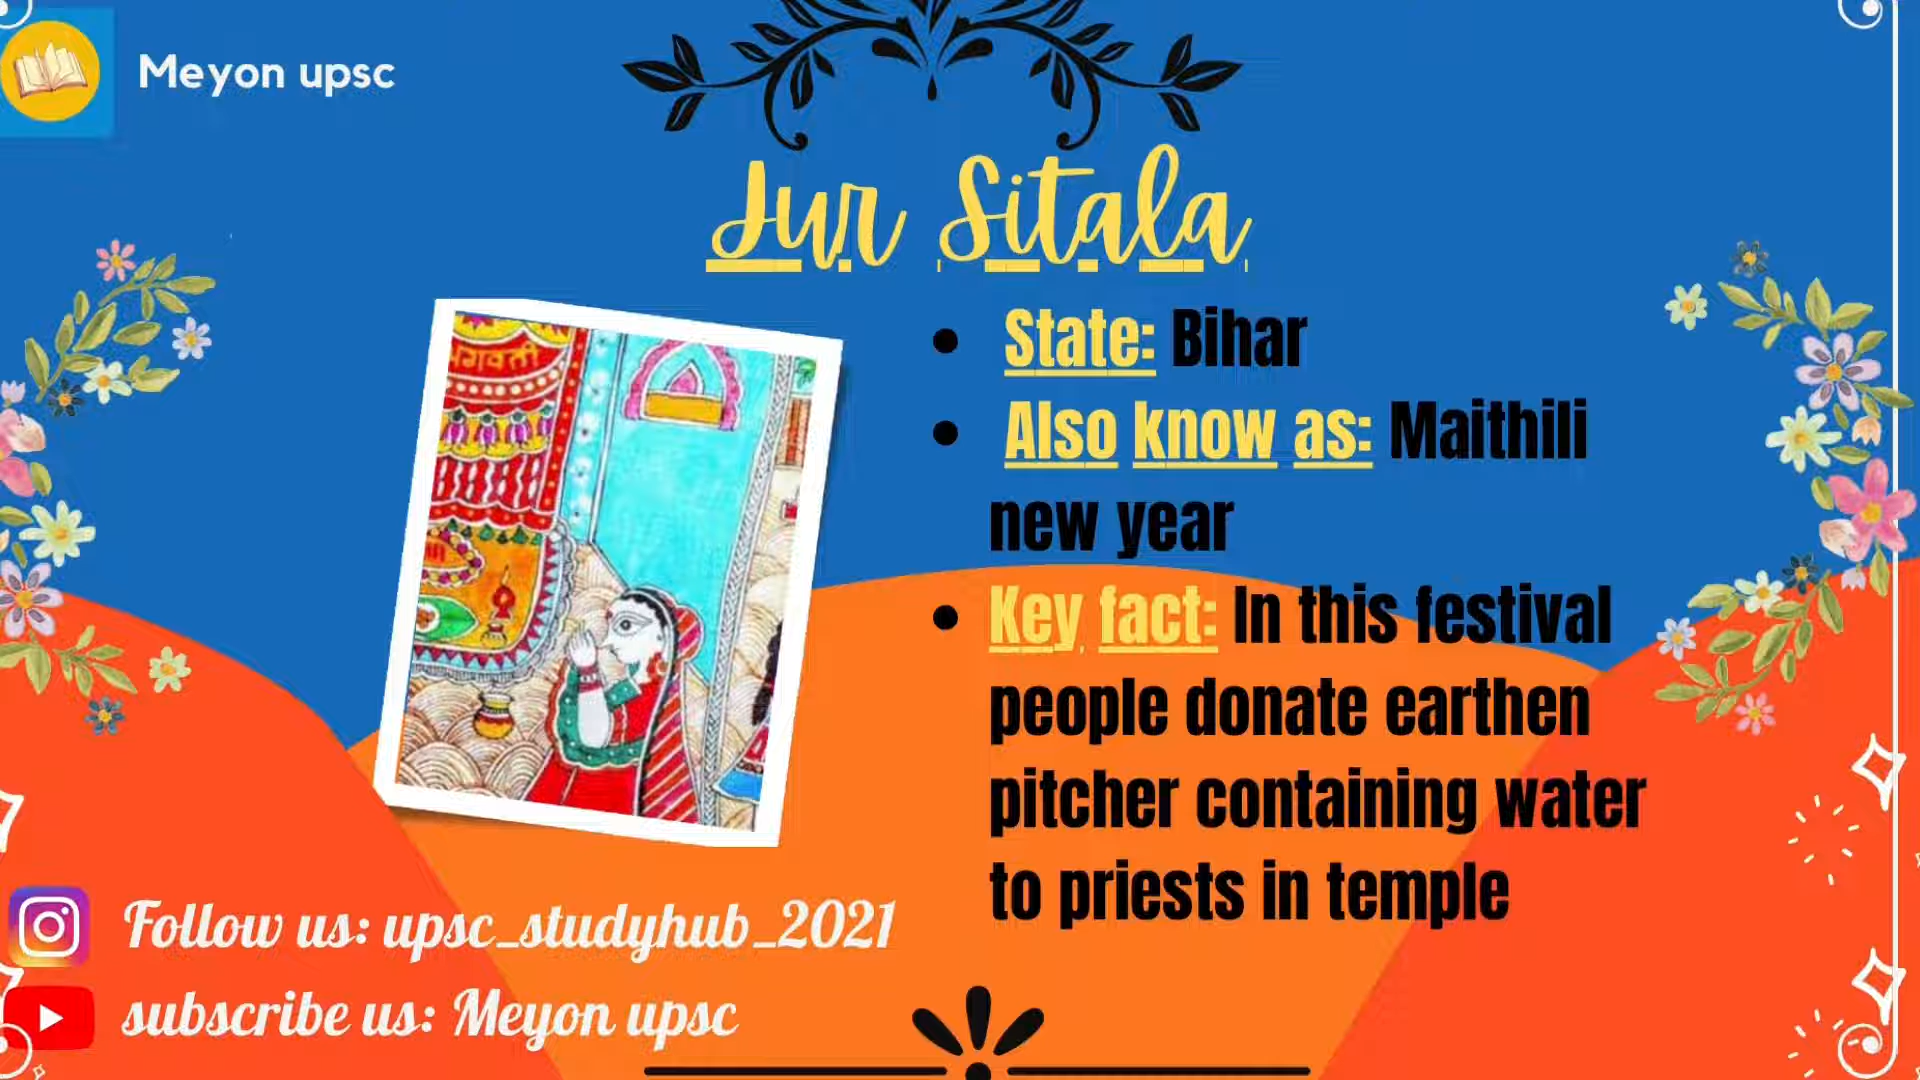 Meyon upsc
Jur Sitala
भगवती
• State: Bihar
• Also know as: Maithili
new year
• Key fact: In this festival
people donate earthen
pitcher containing water
to priests in temple
Follow us: upsc_studyhub_2021
subscribe us: Meyon upsc